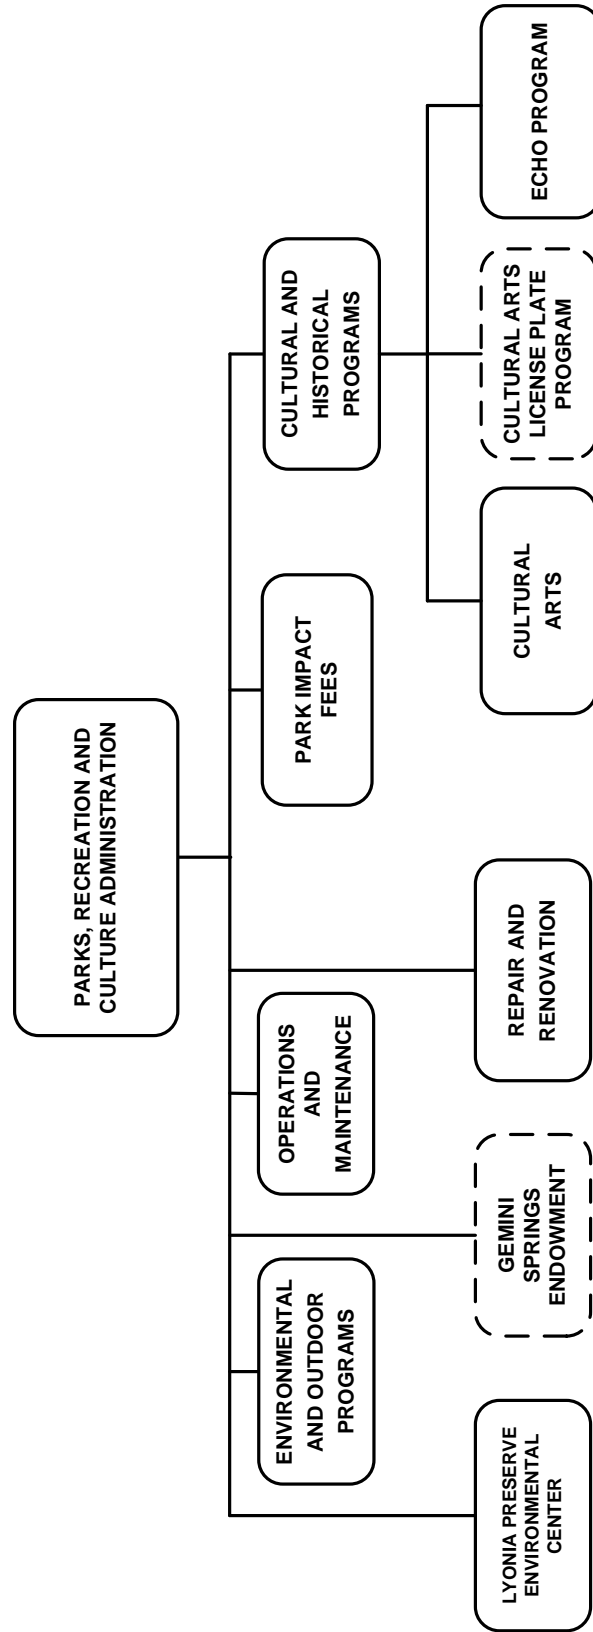 PARKS, RECREATION AND
CULTURE ADMINISTRATION
ENVIRONMENTAL
AND OUTDOOR
PROGRAMS
OPERATIONS
AND
MAINTENANCE
PARK IMPACT
FEES
CULTURAL AND
HISTORICAL
PROGRAMS
LYONIA PRESERVE
ENVIRONMENTAL
CENTER
GEMINI
SPRINGS
ENDOWMENT
REPAIR AND
RENOVATION
CULTURAL
ARTS
CULTURAL ARTS
LICENSE PLATE
PROGRAM
ECHO PROGRAM